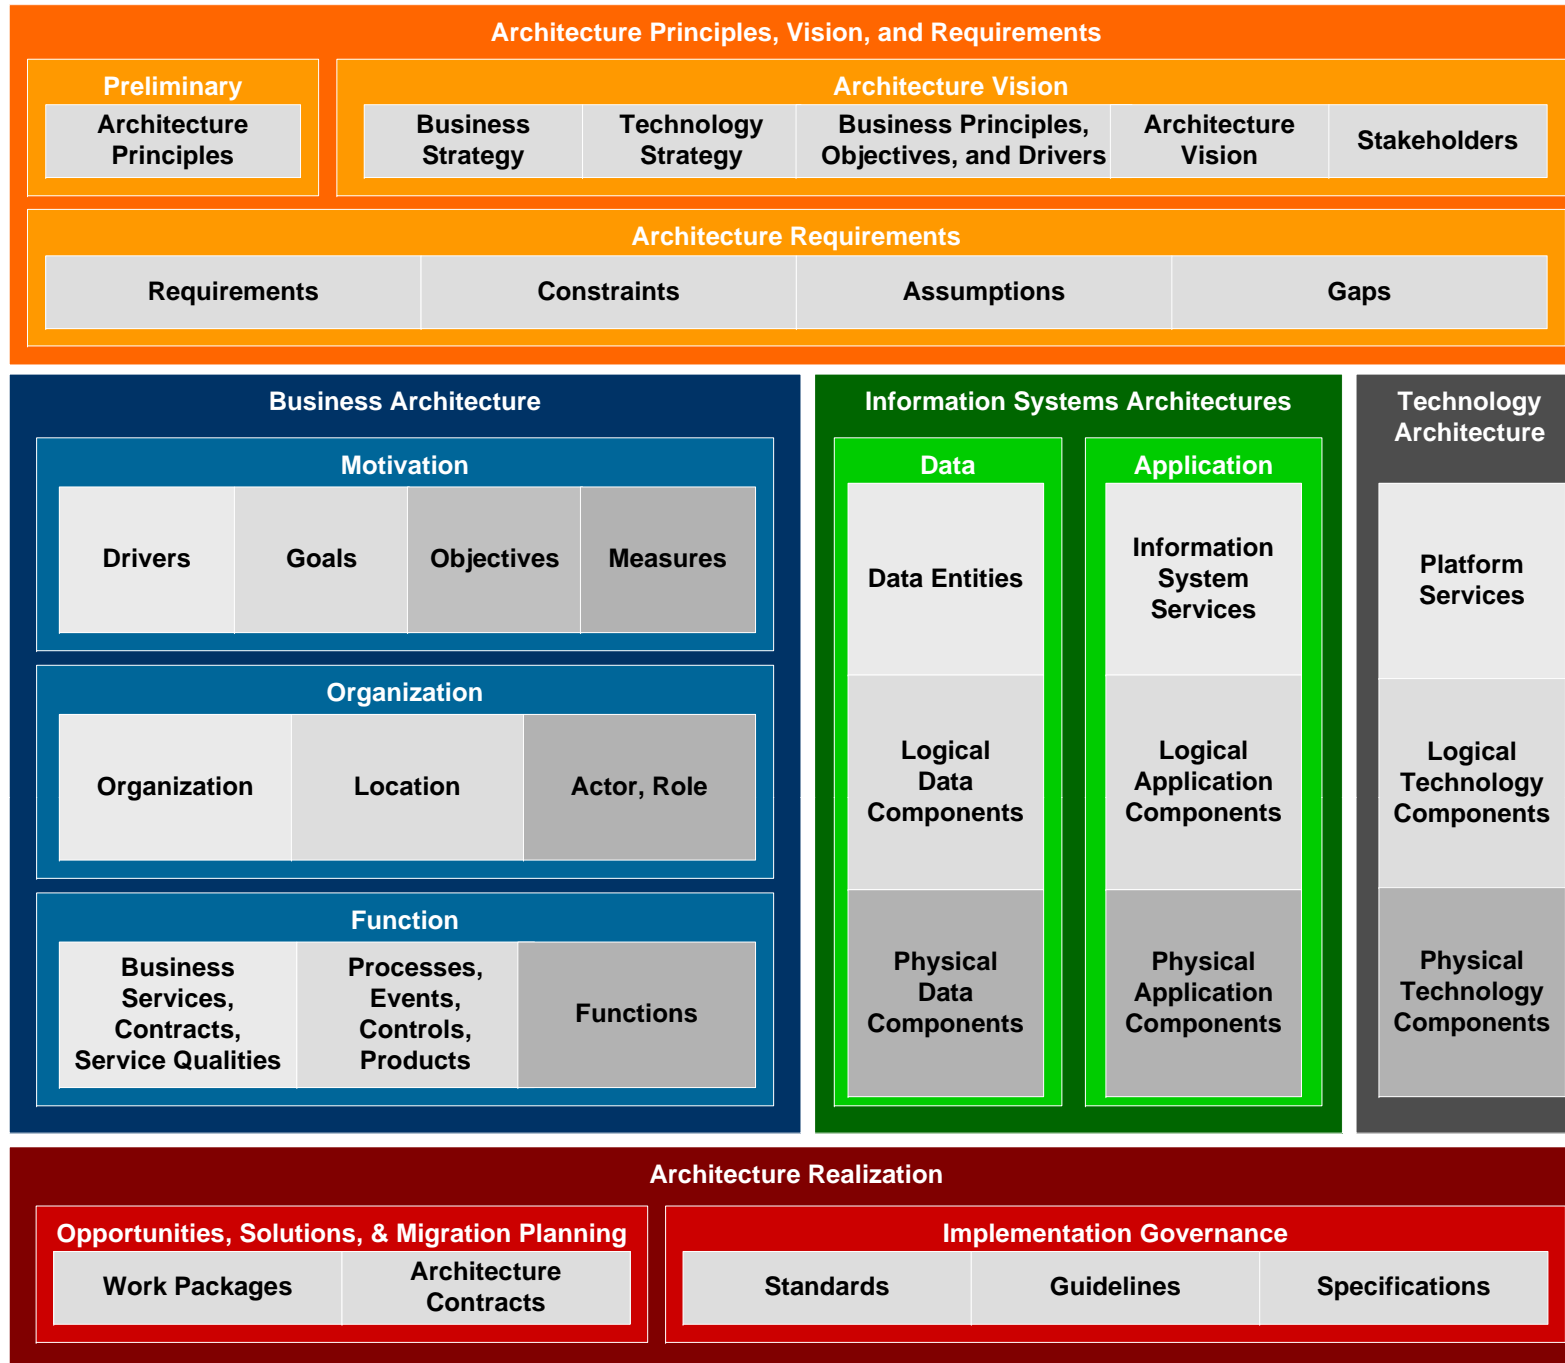 Architecture Principles, Vision, and Requirements
Preliminary
Architecture
Principles
Architecture Vision
Business
Strategy
Technology
Strategy
Business Principles,
Objectives, and Drivers
Architecture
Vision
Stakeholders
Architecture Requirements
Requirements
Constraints
Assumptions
Gaps
Business Architecture
Motivation
Drivers
Goals
Objectives
Measures
Organization
Organization
Location
Actor, Role
Function
Business
Services,
Contracts,
Service Qualities
Processes,
Events,
Controls,
Products
Functions
Information Systems Architectures
Data
Data Entities
Logical
Data
Components
Physical
Data
Components
Application
Information
System
Services
Logical
Application
Components
Physical
Application
Components
Technology
Architecture
Platform
Services
Logical
Technology
Components
Physical
Technology
Components
Architecture Realization
Opportunities, Solutions, & Migration Planning
Work Packages
Architecture
Contracts
Implementation Governance
Standards
Guidelines
Specifications